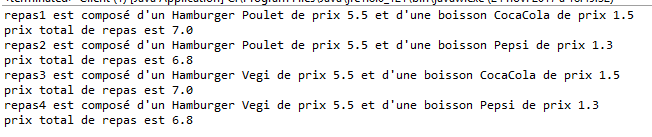 repas1 est composé d'un Hamburger Poulet de prix 5.5 et d'une boisson CocaCola de prix 1.5
prix total de repas est 7.0
repas2 est composé d'un Hamburger Poulet de prix 5.5 et d'une boisson Pepsi de prix 1.3
prix total de repas est 6.8
repas3 est composé d'un Hamburger Vegi de prix 5.5 et d'une boisson CocaCola de prix 1.5
prix total de repas est 7.0
repas4 est composé d'un Hamburger Vegi de prix 5.5 et d'une boisson Pepsi de prix 1.3
prix total de repas est 6.8